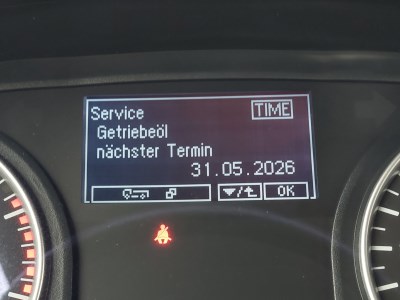 Service TIME
Getriebeöl
nächster Termin
31.05.2026
OK